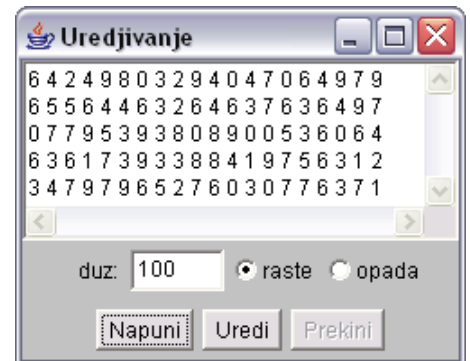 Uredjivanje
6 4 2 4 9 8 0 3 2 9 4 0 4 7 0 6 4 9 7 9
6 5 5 6 4 4 6 3 2 6 4 6 3 7 6 3 6 4 9 7
0 7 7 9 5 3 9 3 8 0 8 9 0 0 5 3 6 0 6 4
6 3 6 1 7 3 9 3 3 8 8 4 1 9 7 5 6 3 1 2
3 4 7 9 7 9 6 5 2 7 6 0 3 0 7 7 6 3 7 1
duz: 100 raste opada
Napuni Uredi Prekini